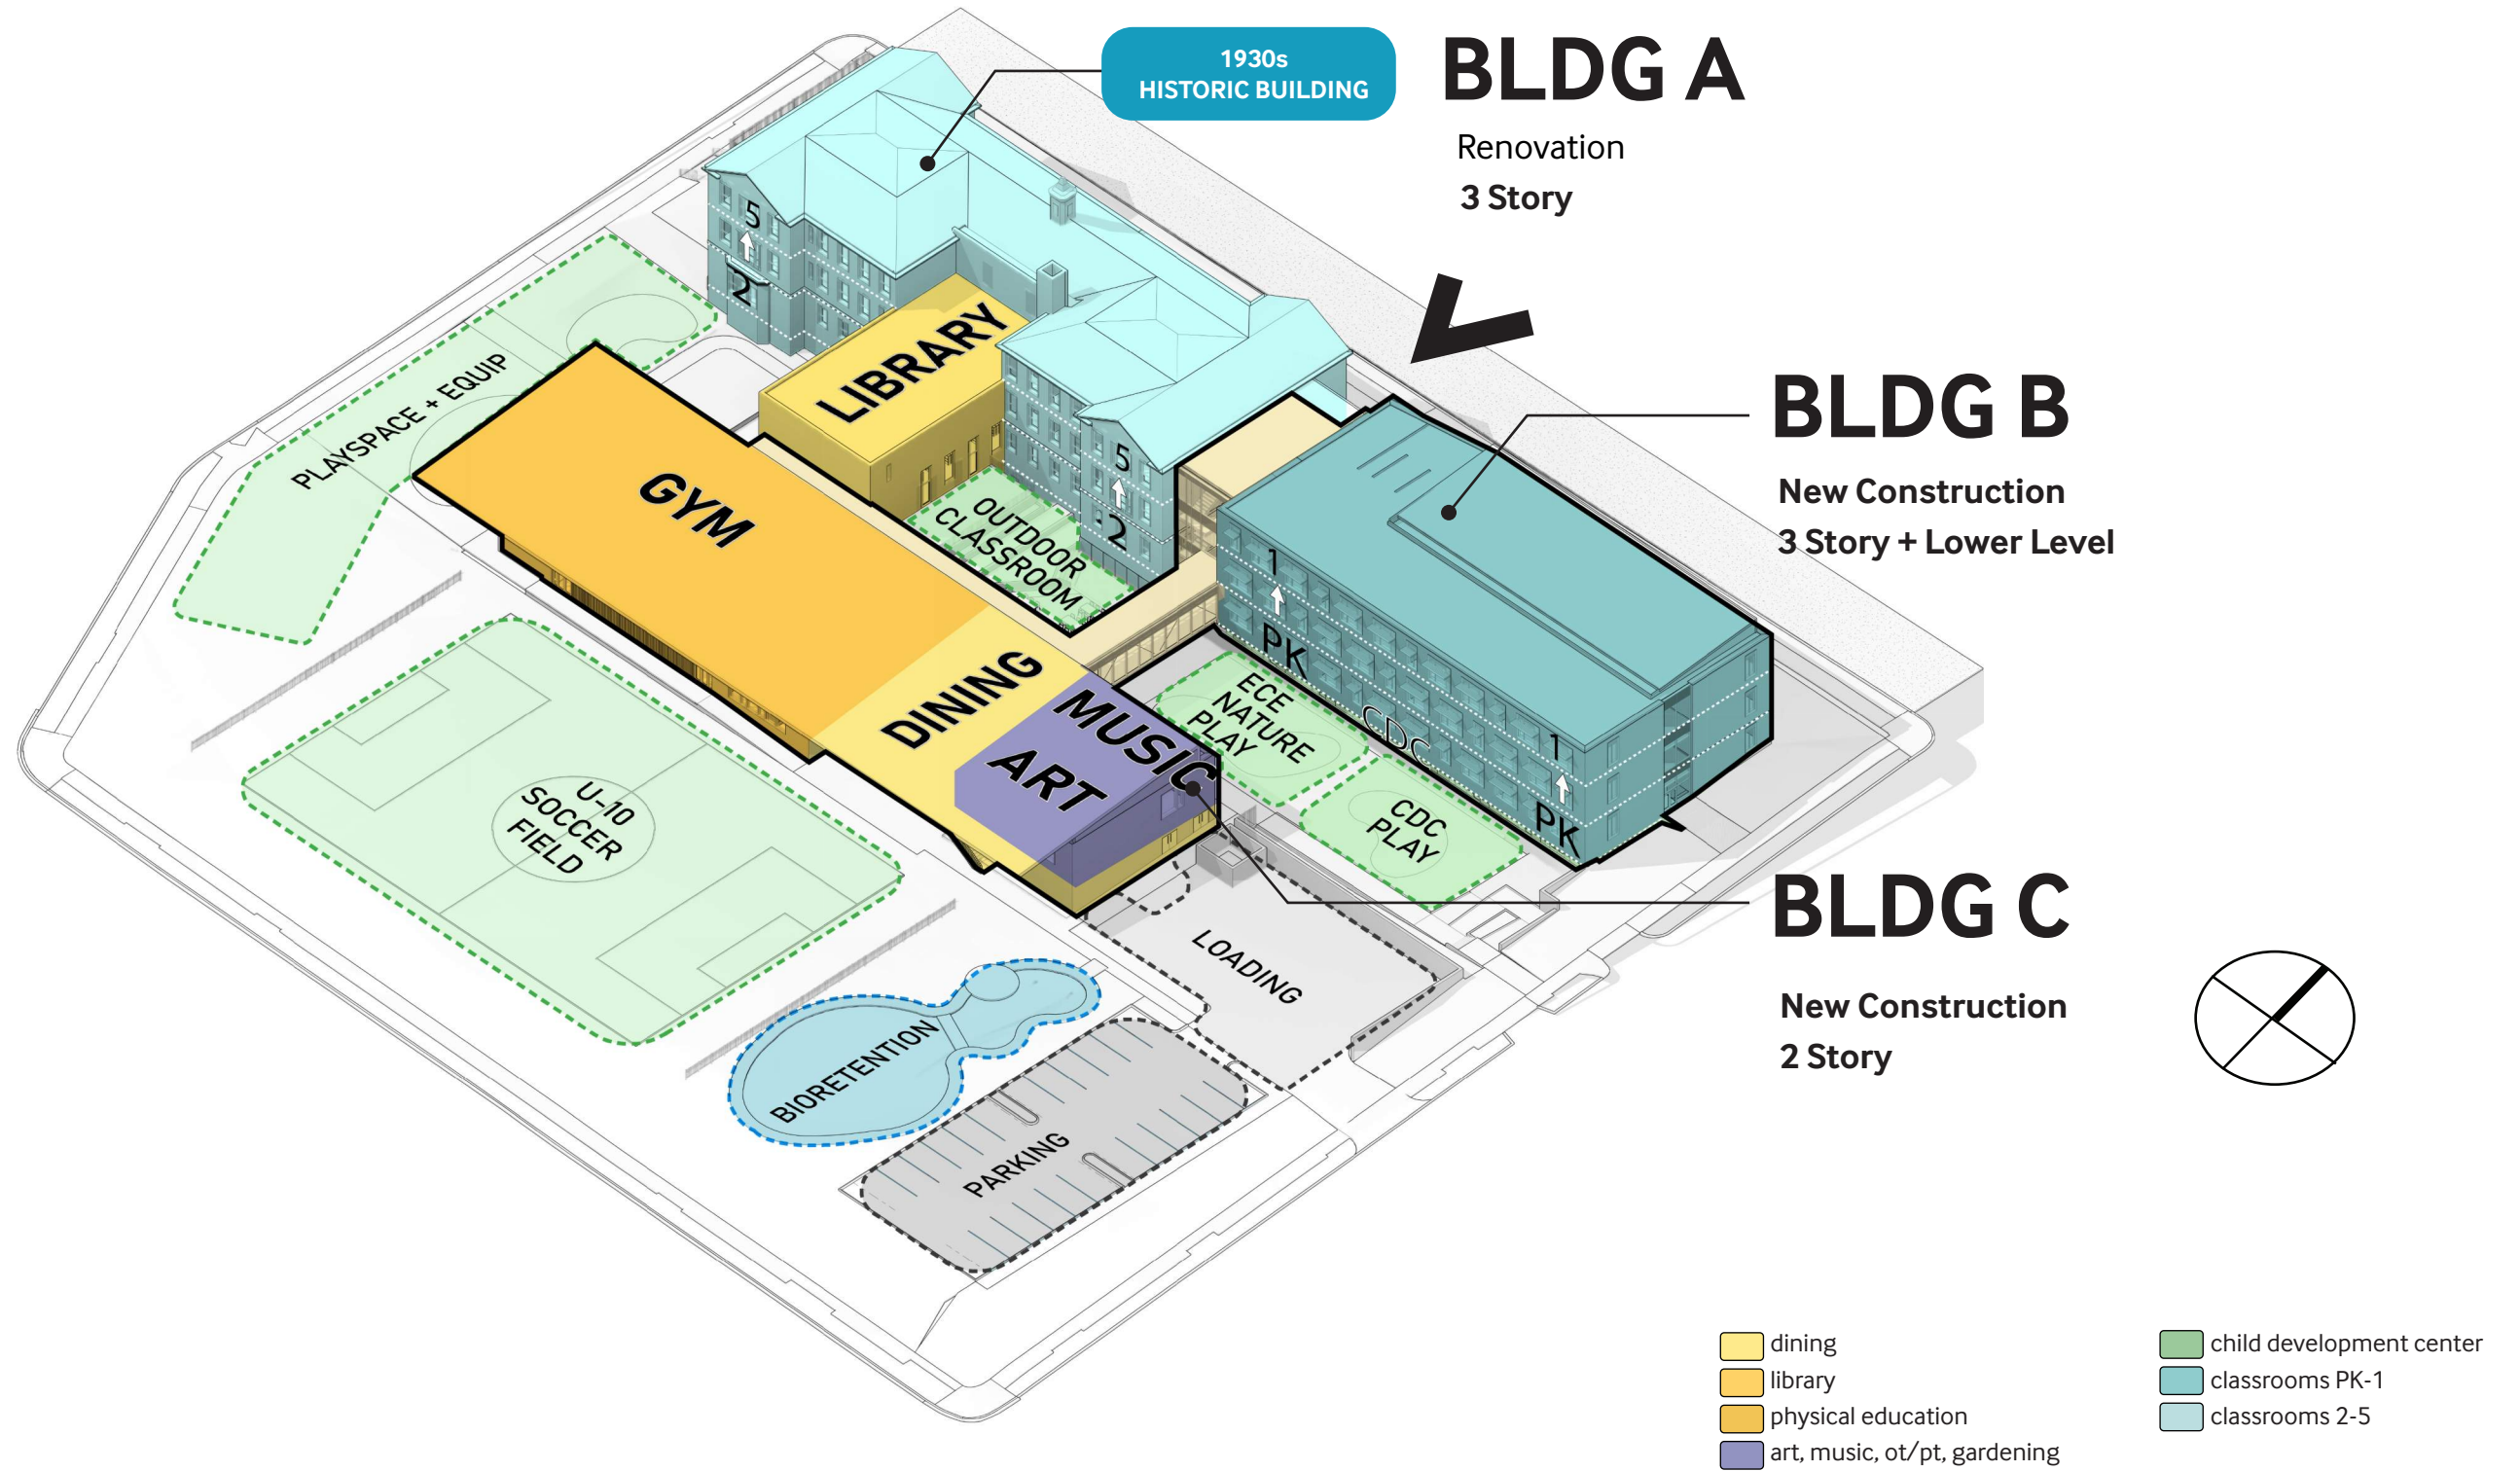 1930s
HISTORIC BUILDING
BLDG A
Renovation
3 Story
5
2
LIBRARY
PLAYSPACE + EQUIP
GYM
5
2
OUTDOOR
CLASSROOM
BLDG B
New Construction
3 Story + Lower Level
1
PK
CDC
1
PK
DINING
MUSIC
ART
ECE
NATURE
PLAY
CDC
PLAY
U-10
SOCCER
FIELD
BLDG C
New Construction
2 Story
LOADING
BIORETENTION
PARKING
dining
library
physical education
art, music, ot/pt, gardening
child development center
classrooms PK-1
classrooms 2-5